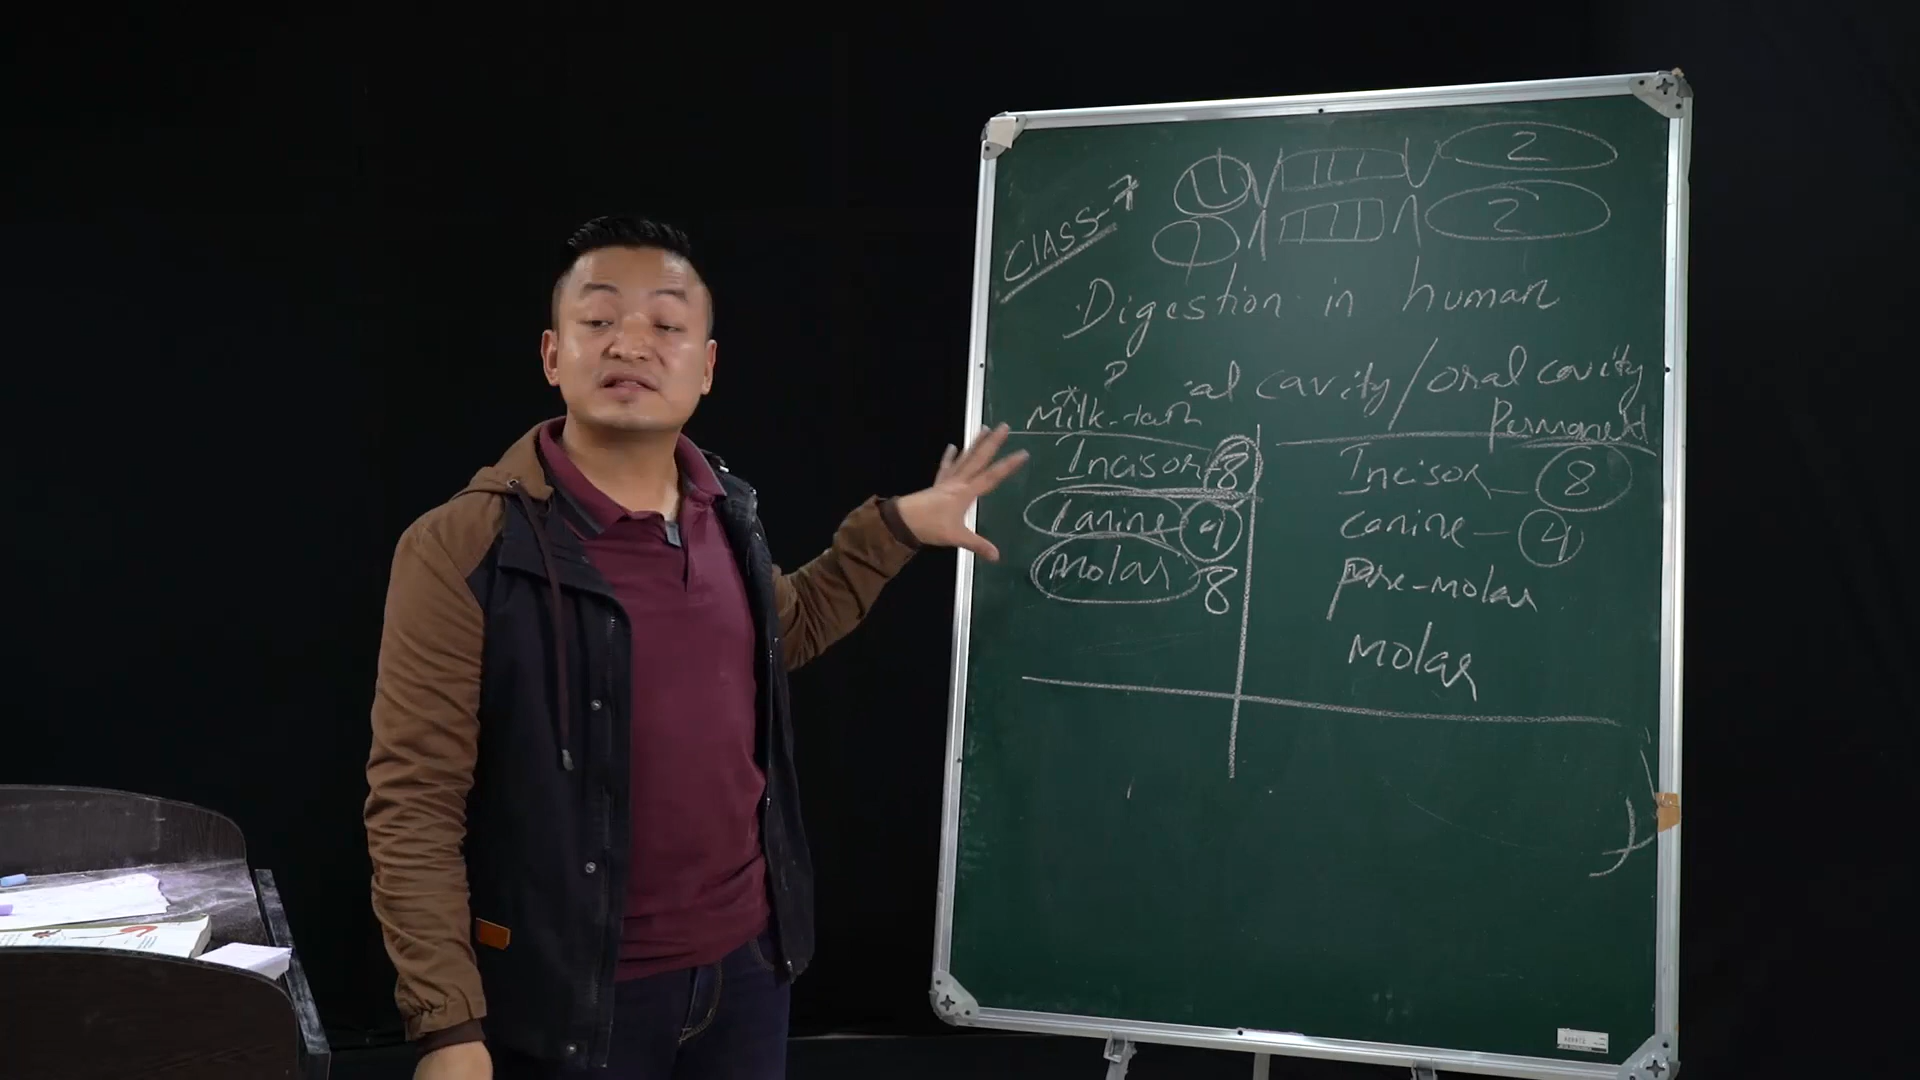 2
CLASS-7
2
Digestion in human
al cavity/oral cavity
Milk-teeth
Permanent
Incisor-8
Incisor-8
Canine 4
canine-4
molar 8
pre-molar
molar